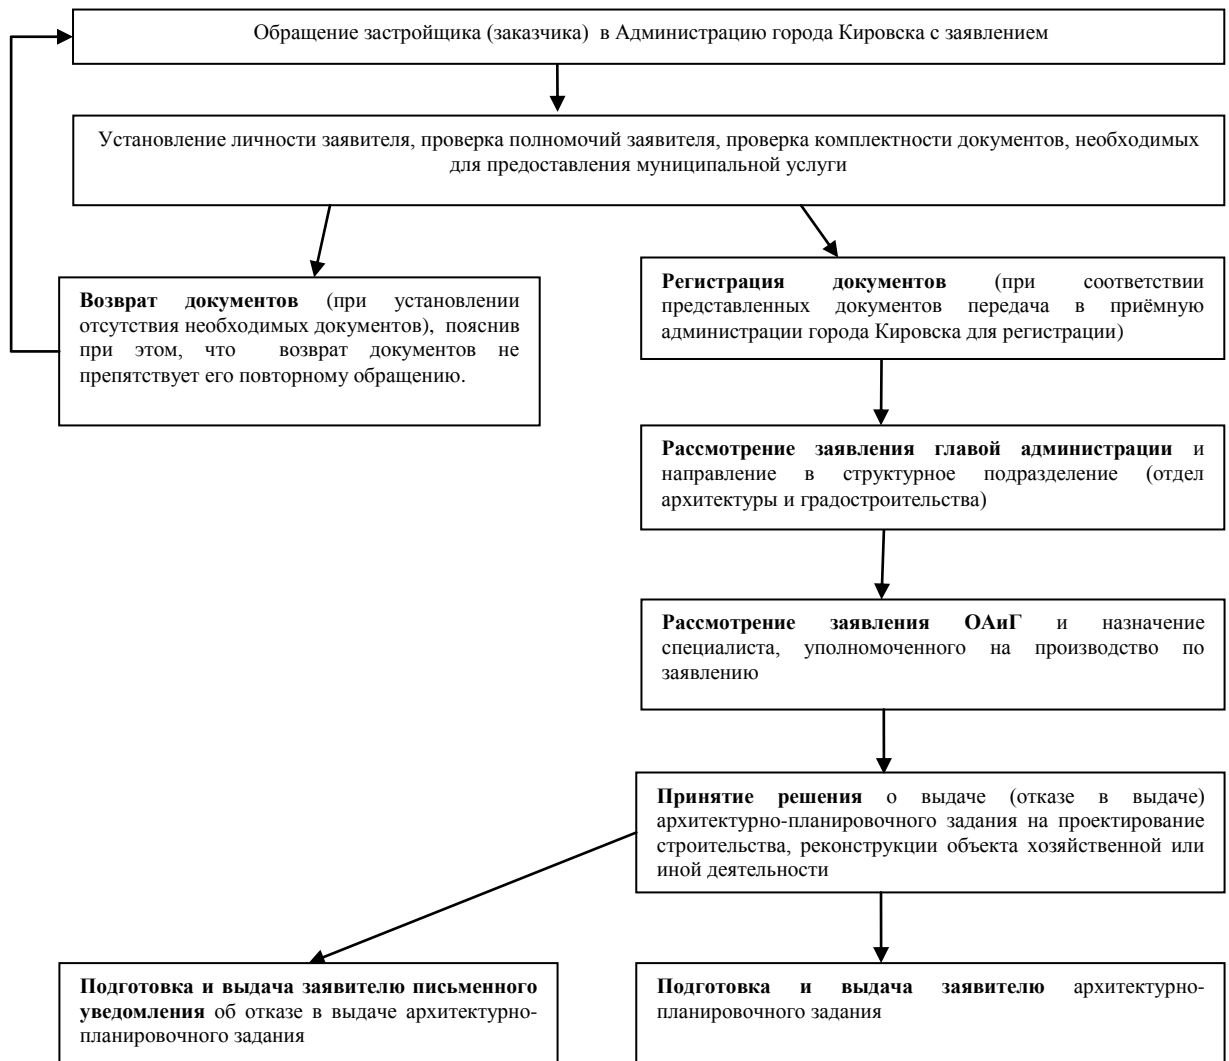 Обращение застройщика (заказчика) в Администрацию города Кировска с заявлением
Установление личности заявителя, проверка полномочий заявителя, проверка комплектности документов, необходимых
для предоставления муниципальной услуги
Возврат документов (при установлении
отсутствия необходимых документов), пояснив
при этом, что возврат документов не
препятствует его повторному обращению.
Регистрация документов (при соответствии
представленных документов передача в приёмную
администрации города Кировска для регистрации)
Рассмотрение заявления главой администрации и
направление в структурное подразделение (отдел
архитектуры и градостроительства)
Рассмотрение заявления ОАиГ и назначение
специалиста, уполномоченного на производство по
заявлению
Принятие решения о выдаче (отказе в выдаче)
архитектурно-планировочного задания на проектирование
строительства, реконструкции объекта хозяйственной или
иной деятельности
Подготовка и выдача заявителю письменного
уведомления об отказе в выдаче архитектурно-
планировочного задания
Подготовка и выдача заявителю архитектурно-
планировочного задания